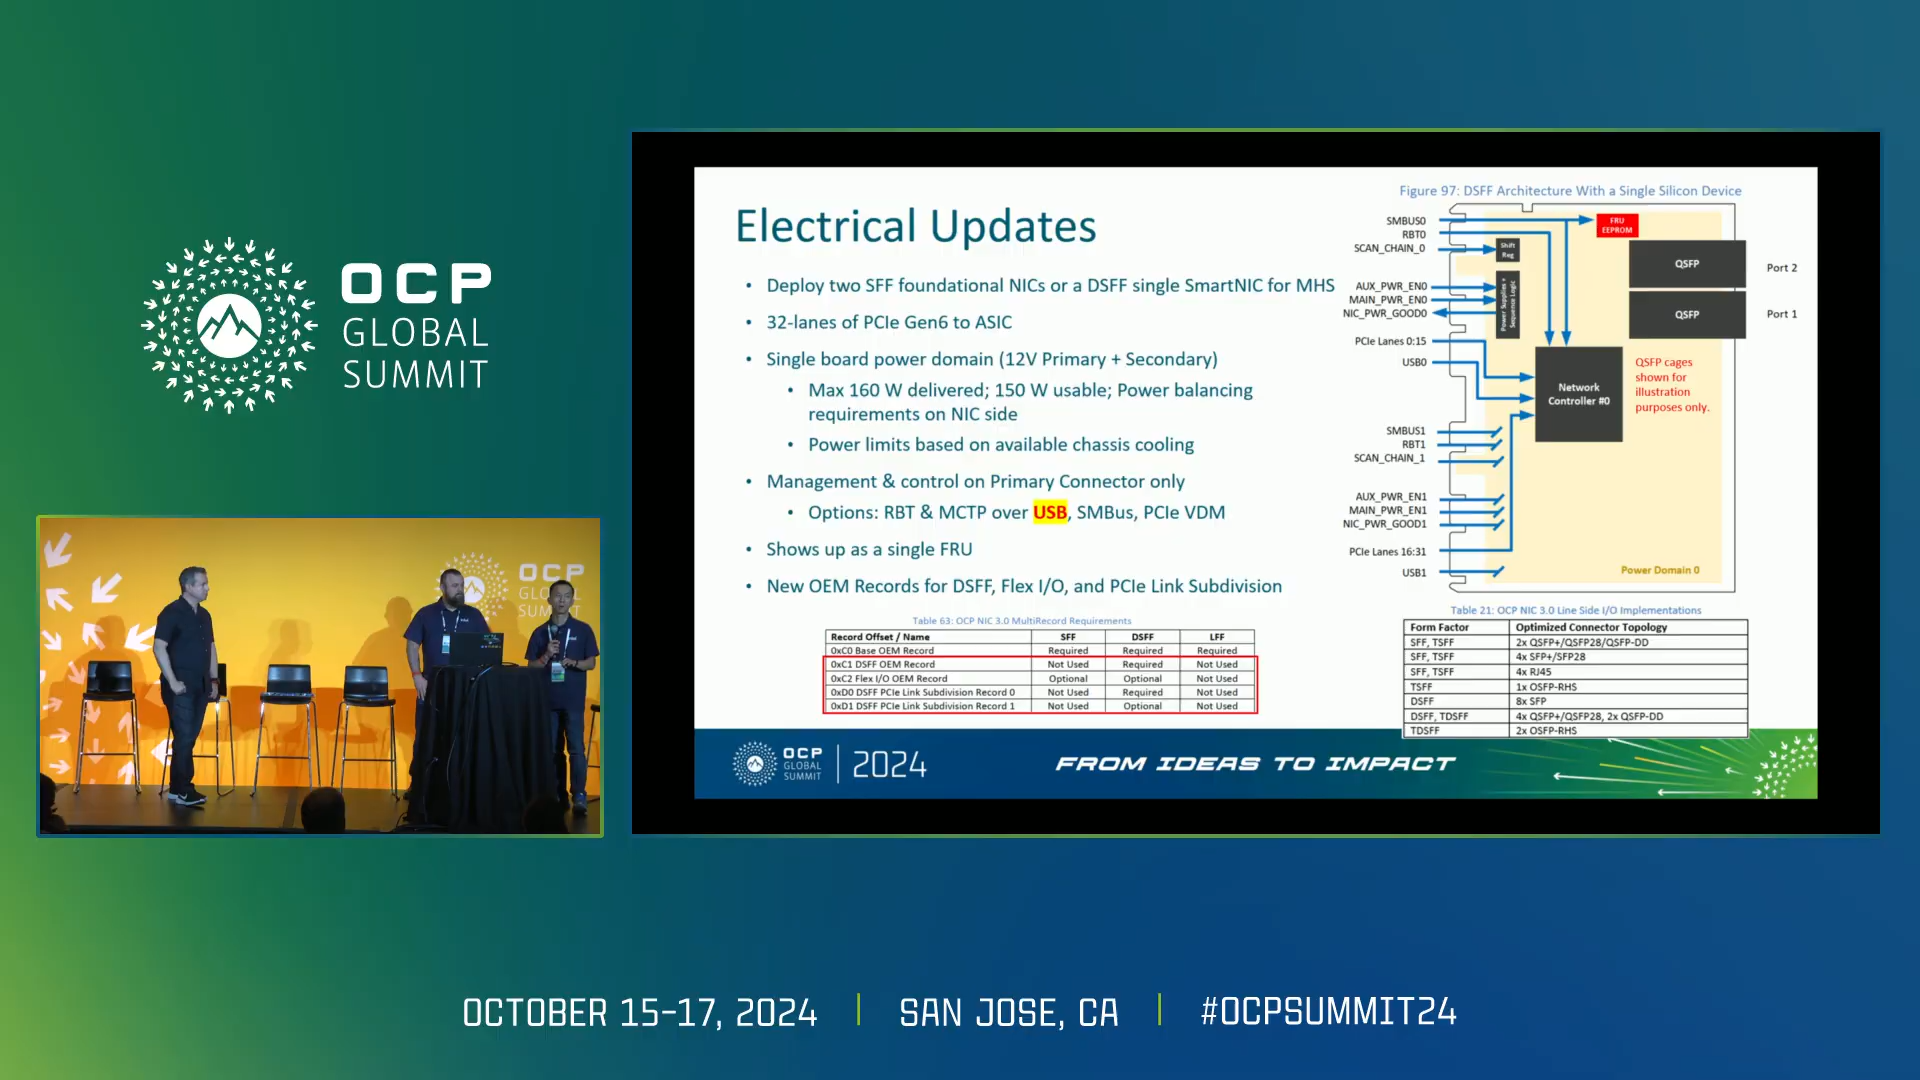 OCP
GLOBAL
SUMMIT
OCP
GLOBAL
SUMMIT
Electrical Updates
• Deploy two SFF foundational NICs or a DSFF single SmartNIC for MHS
• 32-lanes of PCIe Gen6 to ASIC
• Single board power domain (12V Primary + Secondary)
• Max 160 W delivered; 150 W usable; Power balancing
requirements on NIC side
• Power limits based on available chassis cooling
• Management & control on Primary Connector only
• Options: RBT & MCTP over USB, SMBus, PCIe VDM
• Shows up as a single FRU
• New OEM Records for DSFF, Flex I/O, and PCIe Link Subdivision
Table 63: OCP NIC 3.0 MultiRecord Requirements
Record Offset / Name SFF DSFF LFF
0xC0 Base OEM Record Required Required Required
0xC1 DSFF OEM Record Not Used Required Not Used
0xC2 Flex I/O OEM Record Optional Optional Not Used
0xD0 DSFF PCIe Link Subdivision Record 0 Not Used Required Not Used
0xD1 DSFF PCIe Link Subdivision Record 1 Not Used Optional Not Used
Figure 97: DSFF Architecture With a Single Silicon Device
SMBUS0
RBT0
SCAN_CHAIN_0
AUX_PWR_EN0
MAIN_PWR_EN0
NIC_PWR_GOOD0
PCIe Lanes 0:15
USB0
SMBUS1
RBT1
SCAN_CHAIN_1
AUX_PWR_EN1
MAIN_PWR_EN1
NIC_PWR_GOOD1
PCIe Lanes 16:31
USB1
Shift
Reg
Power Supplies +
Sequence Logic
FRU
EEPROM
QSFP
Port 2
QSFP
Port 1
Network
Controller #0
QSFP cages
shown for
illustration
purposes only.
Power Domain 0
Table 21: OCP NIC 3.0 Line Side I/O Implementations
Form Factor Optimized Connector Topology
SFF, TSFF 2x QSFP+/QSFP28/QSFP-DD
SFF, TSFF 4x SFP+/SFP28
SFF, TSFF 4x RJ45
TSFF 1x OSFP-RHS
DSFF 8x SFP
DSFF, TDSFF 4x QSFP+/QSFP28, 2x QSFP-DD
TDSFF 2x OSFP-RHS
OCP
GLOBAL
SUMMIT
2024
FROM IDEAS TO IMPACT
OCTOBER 15-17, 2024 | SAN JOSE, CA | #OCPSUMMIT24